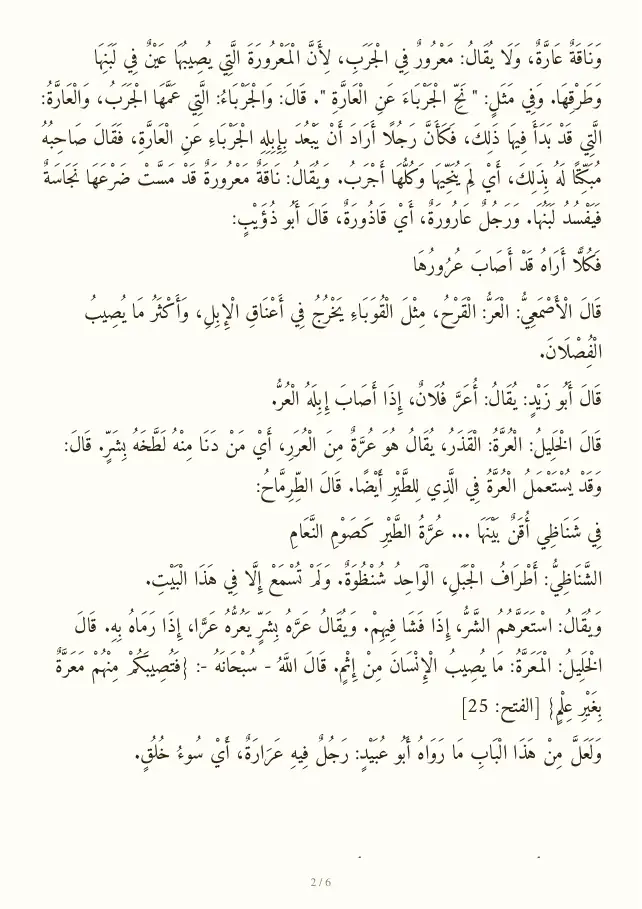 وَنَاقَةٌ عَارَّةٌ، وَلَا يُقَالُ: مَعْرُورٌ فِي الْجَرَبِ، لِأَنَّ الْمَعْرُورَةَ الَّتِي يُصِيبُهَا عَيْنٌ فِي لَبَنِهَا
وَطَرْقِهَا. وَفِي مَثَلٍ: " نَحِّ الْجَرْبَاءَ عَنِ الْعَارَّةِ ". قَالَ: وَالْجَرْبَاءُ: الَّتِي عَمَّهَا الْجَرَبُ، وَالْعَارَّةُ:
الَّتِي قَدْ بَدَأَ فِيهَا ذَلِكَ، فَكَأَنَّ رَجُلًا أَرَادَ أَنْ يَبْعُدَ بِإِبِلِهِ الْجَرْبَاءِ عَنِ الْعَارَّةِ، فَقَالَ صَاحِبُهُ
مُبَكِّتًا لَهُ بِذَلِكَ، أَيْ لِمَ يُنَحِّيهَا وَكُلُّهَا أَجْرَبُ. وَيُقَالُ: نَاقَةٌ مَعْرُورَةٌ قَدْ مَسَّتْ ضَرْعَهَا نَجَاسَةٌ
فَيَفْسُدُ لَبَنُهَا. وَرَجُلٌ عَارُورَةٌ، أَيْ قَاذُورَةٌ، قَالَ أَبُو ذُؤَيْبٍ:
فَكُلًّا أَرَاهُ قَدْ أَصَابَ عُرُورُهَا
قَالَ الْأَصْمَعِيُّ: الْعَرُّ: الْقَرْحُ، مِثْلَ الْقُوَبَاءِ يَخْرُجُ فِي أَعْنَاقِ الْإِبِلِ، وَأَكْثَرُ مَا يُصِيبُ
الْفُصْلَانَ.
قَالَ أَبُو زَيْدٍ: يُقَالُ: أُعَرَّ فُلَانٌ، إِذَا أَصَابَ إِبِلَهُ الْعُرُّ.
قَالَ الْخَلِيلُ: الْعُرَّةُ: الْقَذَرُ، يُقَالُ هُوَ عُرَّةٌ مِنَ الْعُرَرِ، أَيْ مَنْ دَنَا مِنْهُ لَطَّخَهُ بِشَرٍّ. قَالَ:
وَقَدْ يُسْتَعْمَلُ الْعُرَّةُ فِي الَّذِي لِلطَّيْرِ أَيْضًا. قَالَ الطِّرِمَّاحُ:
فِي شَنَاظِي أُقَنٌ بَيْنَهَا ... عُرَّةُ الطَّيْرِ كَصَوْمِ النَّعَامِ
الشَّنَاظِيُّ: أَطْرَافُ الْجَبَلِ، الْوَاحِدُ شُنْظُوَةٌ. وَلَمْ تُسْمَعْ إِلَّا فِي هَذَا الْبَيْتِ.
وَيُقَالُ: اسْتَعَرَّهُمُ الشَّرُّ، إِذَا فَشَا فِيهِمْ. وَيُقَالُ عَرَّهُ بِشَرٍّ يَعُرُّهُ عَرًّا، إِذَا رَمَاهُ بِهِ. قَالَ
الْخَلِيلُ: الْمَعَرَّةُ: مَا يُصِيبُ الْإِنْسَانَ مِنْ إِثْمٍ. قَالَ اللَّهُ - سُبْحَانَهُ -: {فَتُصِيبَكُمْ مِنْهُمْ مَعَرَّةٌ
بِغَيْرِ عِلْمٍ} [الفتح: 25]
وَلَعَلَّ مِنْ هَذَا الْبَابِ مَا رَوَاهُ أَبُو عُبَيْدٍ: رَجُلٌ فِيهِ عَرَارَةٌ، أَيْ سُوءُ خُلُقٍ.
2 / 6